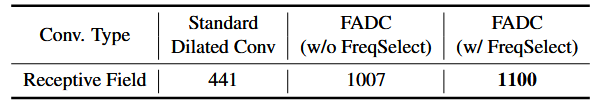 Conv. Type Standard Dilated Conv FADC (w/o FreqSelect) FADC (w/ FreqSelect)
Receptive Field 441 1007 1100